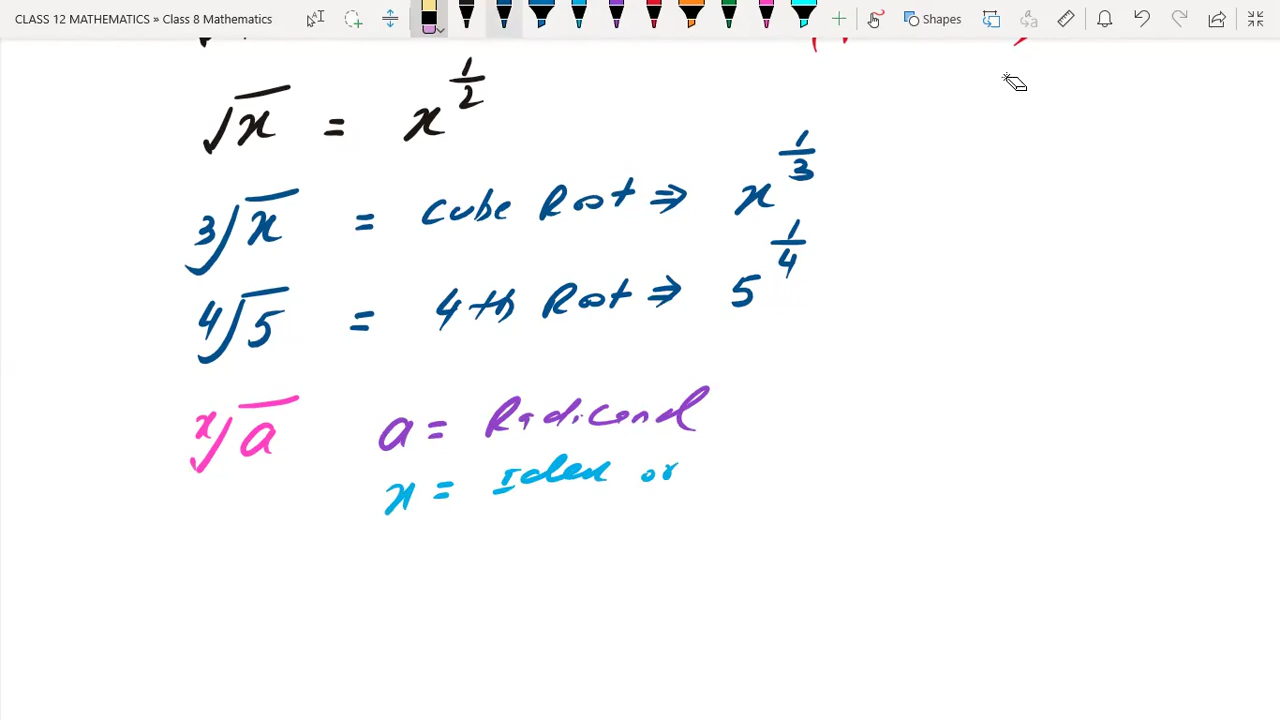 CLASS 12 MATHEMATICS » Class 8 Mathematics Shapes
√x = x^(1/2)
³√x = Cube Root ⇒ x^(1/3)
⁴√5 = 4th Root ⇒ 5^(1/4)
ˣ√a a = Radicand
x = Idex or